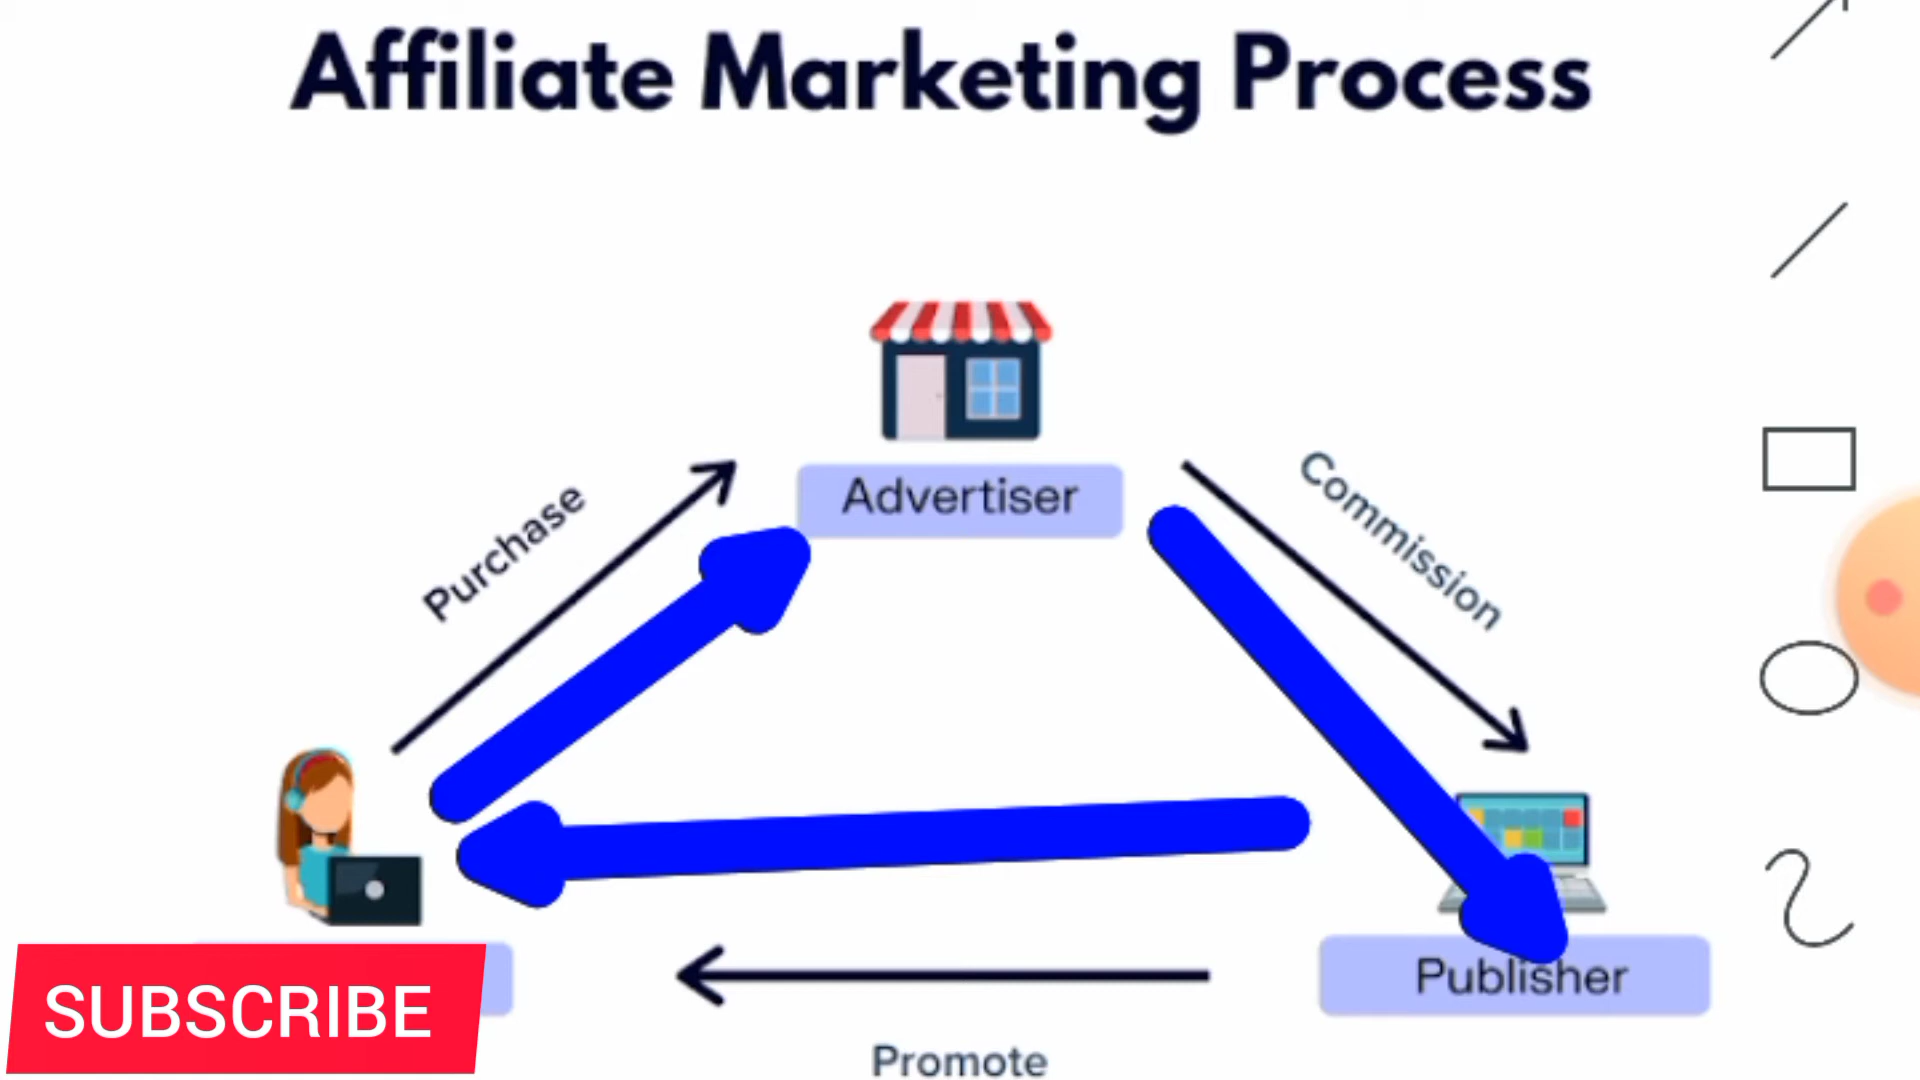 Affiliate Marketing Process
Advertiser
Purchase
Commission
Publisher
SUBSCRIBE
Promote